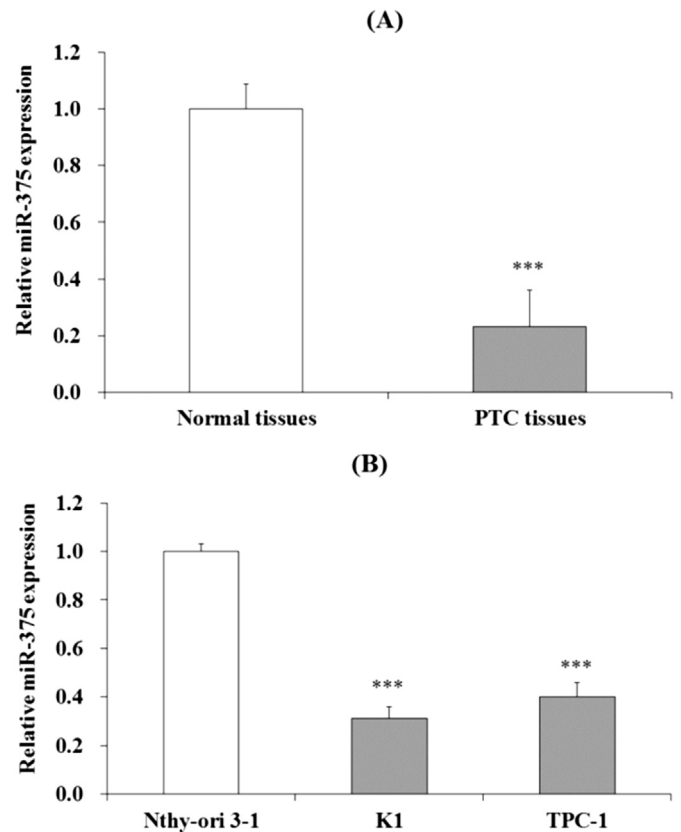 (A)
Relative miR-375 expression
1.2
1.0
0.8
0.6
0.4
0.2
0.0
***
Normal tissues PTC tissues
(B)
Relative miR-375 expression
1.2
1.0
0.8
0.6
0.4
0.2
0.0
***
***
Nthy-ori 3-1 K1 TPC-1